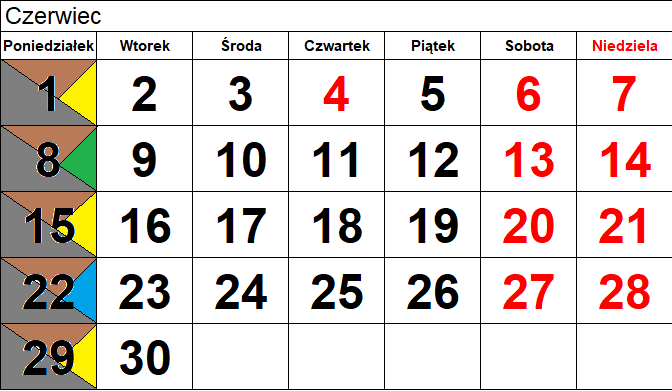 Czerwiec
Poniedziałek Wtorek Środa Czwartek Piątek Sobota Niedziela
1 2 3 4 5 6 7
8 9 10 11 12 13 14
15 16 17 18 19 20 21
22 23 24 25 26 27 28
29 30